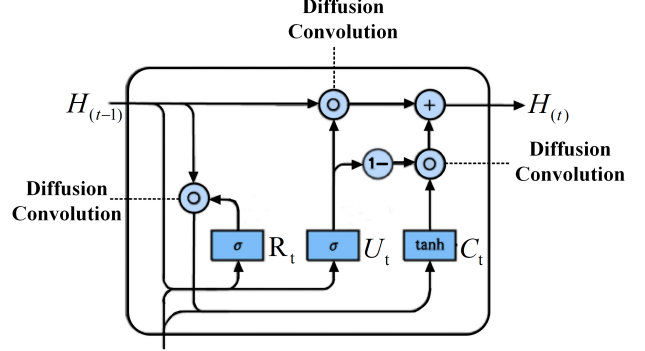 Diffusion
Convolution
H(t−1)
+
H(t)
1−
Diffusion
Convolution
Diffusion
Convolution
σ
Rt
σ
Ut
tanh
Ct